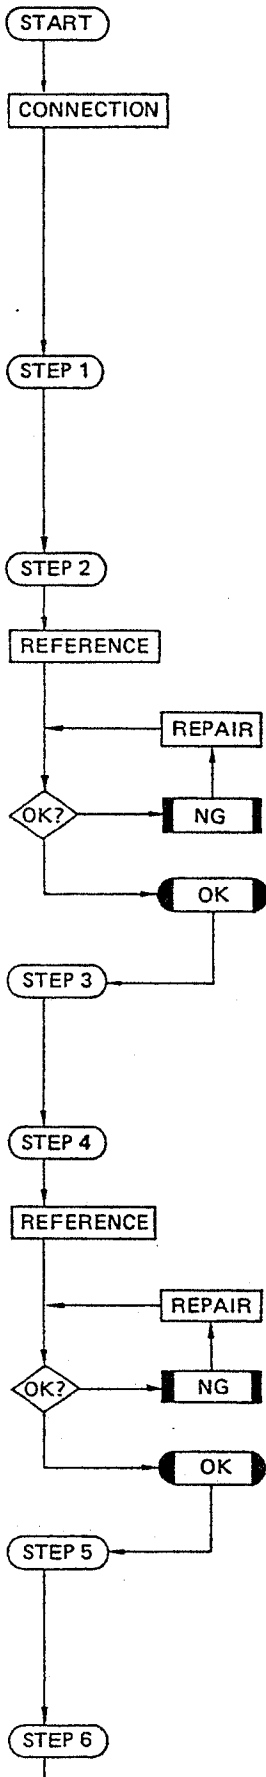 START
CONNECTION
STEP 1
STEP 2
REFERENCE
REPAIR
OK?
NG
OK
STEP 3
STEP 4
REFERENCE
REPAIR
OK?
NG
OK
STEP 5
STEP 6